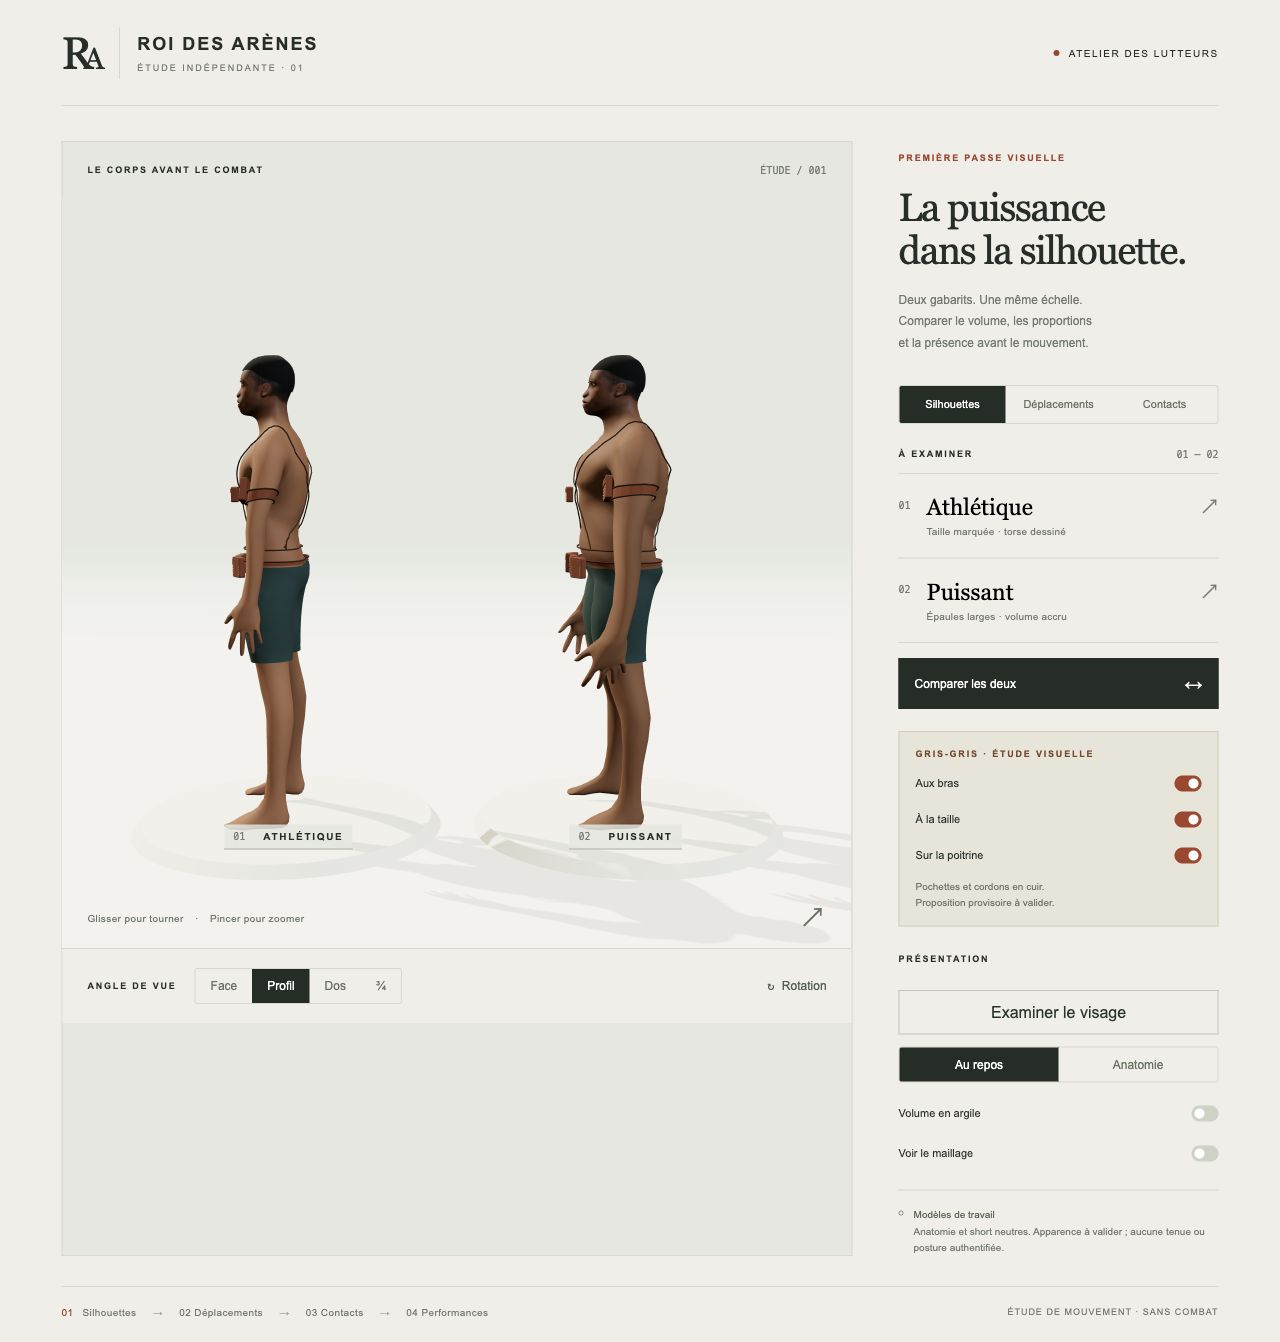 RA
ROI DES ARÈNES
ÉTUDE INDÉPENDANTE · 01
ATELIER DES LUTTEURS
LE CORPS AVANT LE COMBAT
ÉTUDE / 001
01 ATHLÉTIQUE
02 PUISSANT
Glisser pour tourner · Pincer pour zoomer
ANGLE DE VUE
Face
Profil
Dos
¾
↻ Rotation
PREMIÈRE PASSE VISUELLE
La puissance
dans la silhouette.
Deux gabarits. Une même échelle.
Comparer le volume, les proportions
et la présence avant le mouvement.
Silhouettes
Déplacements
Contacts
À EXAMINER
01 — 02
01 Athlétique
Taille marquée · torse dessiné
02 Puissant
Épaules larges · volume accru
Comparer les deux
GRIS-GRIS · ÉTUDE VISUELLE
Aux bras
À la taille
Sur la poitrine
Pochettes et cordons en cuir.
Proposition provisoire à valider.
PRÉSENTATION
Examiner le visage
Au repos
Anatomie
Volume en argile
Voir le maillage
Modèles de travail
Anatomie et short neutres. Apparence à valider ; aucune tenue ou
posture authentifiée.
01 Silhouettes → 02 Déplacements → 03 Contacts → 04 Performances
ÉTUDE DE MOUVEMENT · SANS COMBAT